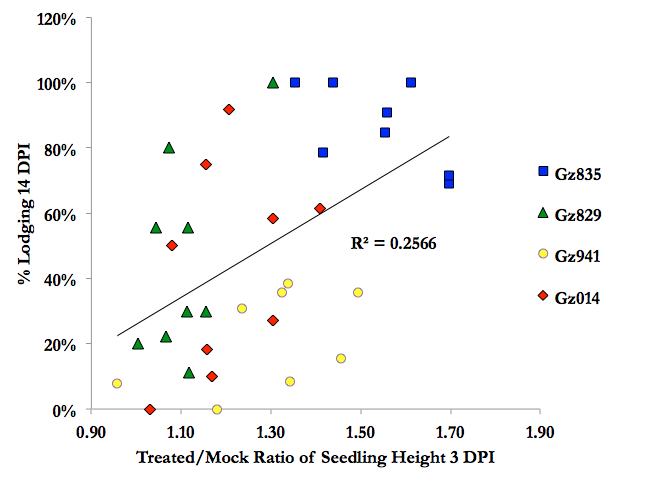 120%
100%
80%
60%
40%
20%
0%
% Lodging 14 DPI
R² = 0.2566
Gz835
Gz829
Gz941
Gz014
0.90 1.10 1.30 1.50 1.70 1.90
Treated/Mock Ratio of Seedling Height 3 DPI